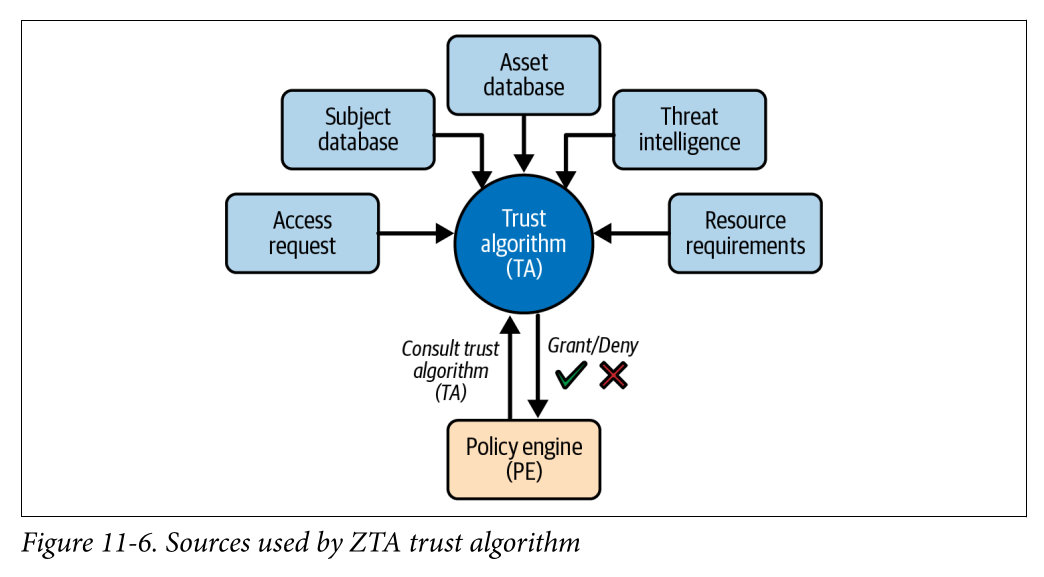 Asset
database
Subject
database
Threat
intelligence
Access
request
Trust
algorithm
(TA)
Resource
requirements
Consult trust
algorithm
(TA)
Grant/Deny
Policy engine
(PE)
Figure 11-6. Sources used by ZTA trust algorithm